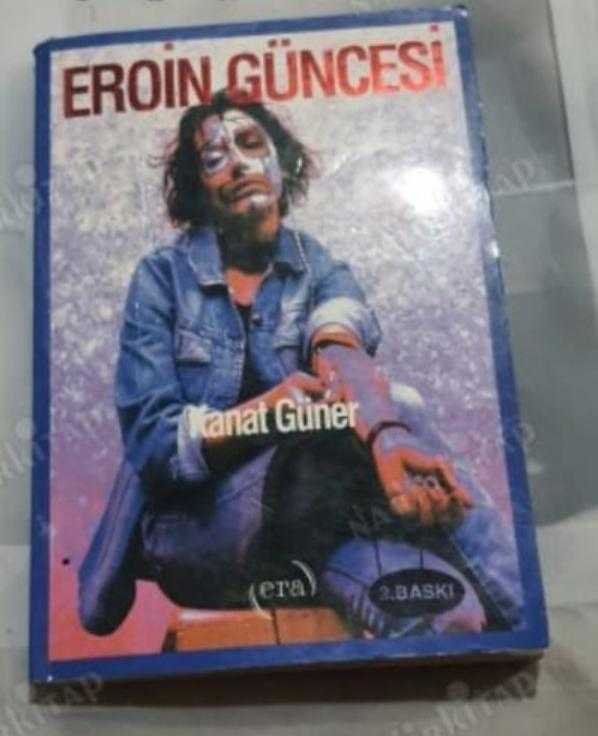 EROİN GÜNCESİ
Kanat Güner
(era)
3.BASKI